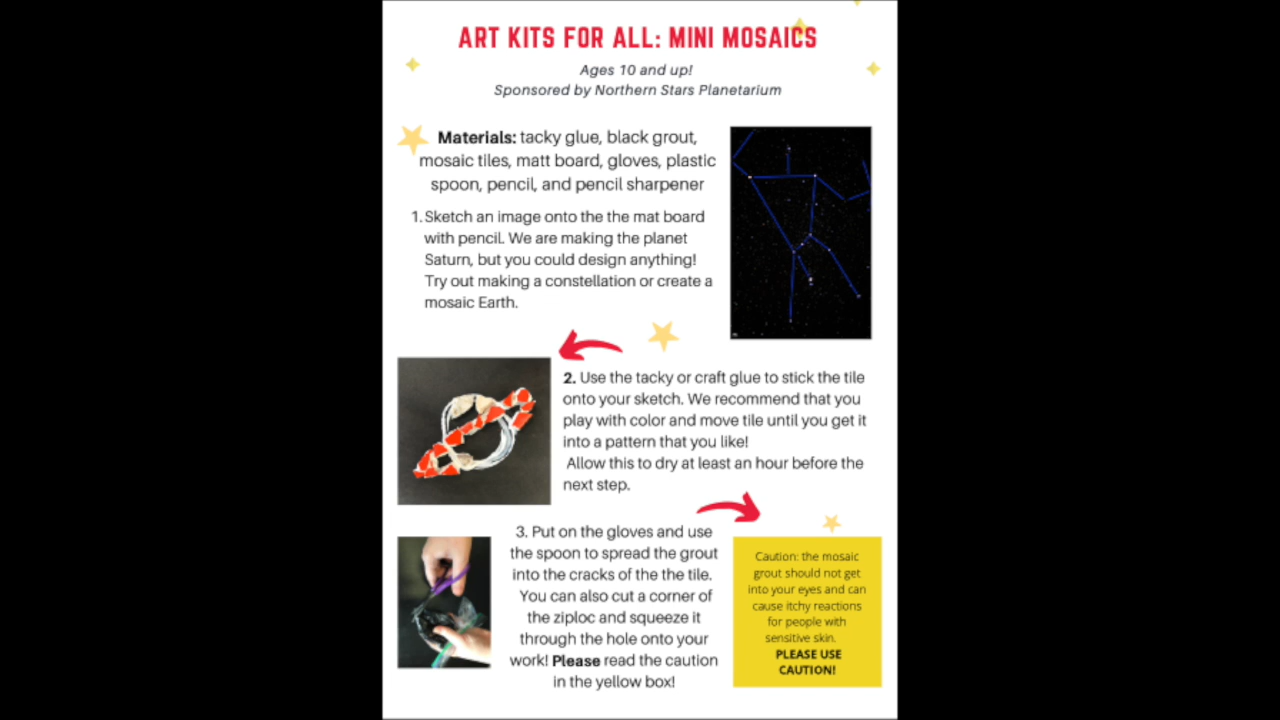 ART KITS FOR ALL: MINI MOSAICS
Ages 10 and up!
Sponsored by Northern Stars Planetarium
Materials: tacky glue, black grout,
mosaic tiles, matt board, gloves, plastic
spoon, pencil, and pencil sharpener
1. Sketch an image onto the the mat board
with pencil. We are making the planet
Saturn, but you could design anything!
Try out making a constellation or create a
mosaic Earth.
2. Use the tacky or craft glue to stick the tile
onto your sketch. We recommend that you
play with color and move tile until you get it
into a pattern that you like!
Allow this to dry at least an hour before the
next step.
3. Put on the gloves and use
the spoon to spread the grout
into the cracks of the the tile.
You can also cut a corner of
the ziploc and squeeze it
through the hole onto your
work! Please read the caution
in the yellow box!
Caution: the mosaic
grout should not get
into your eyes and can
cause itchy reactions
for people with
sensitive skin.
PLEASE USE
CAUTION!